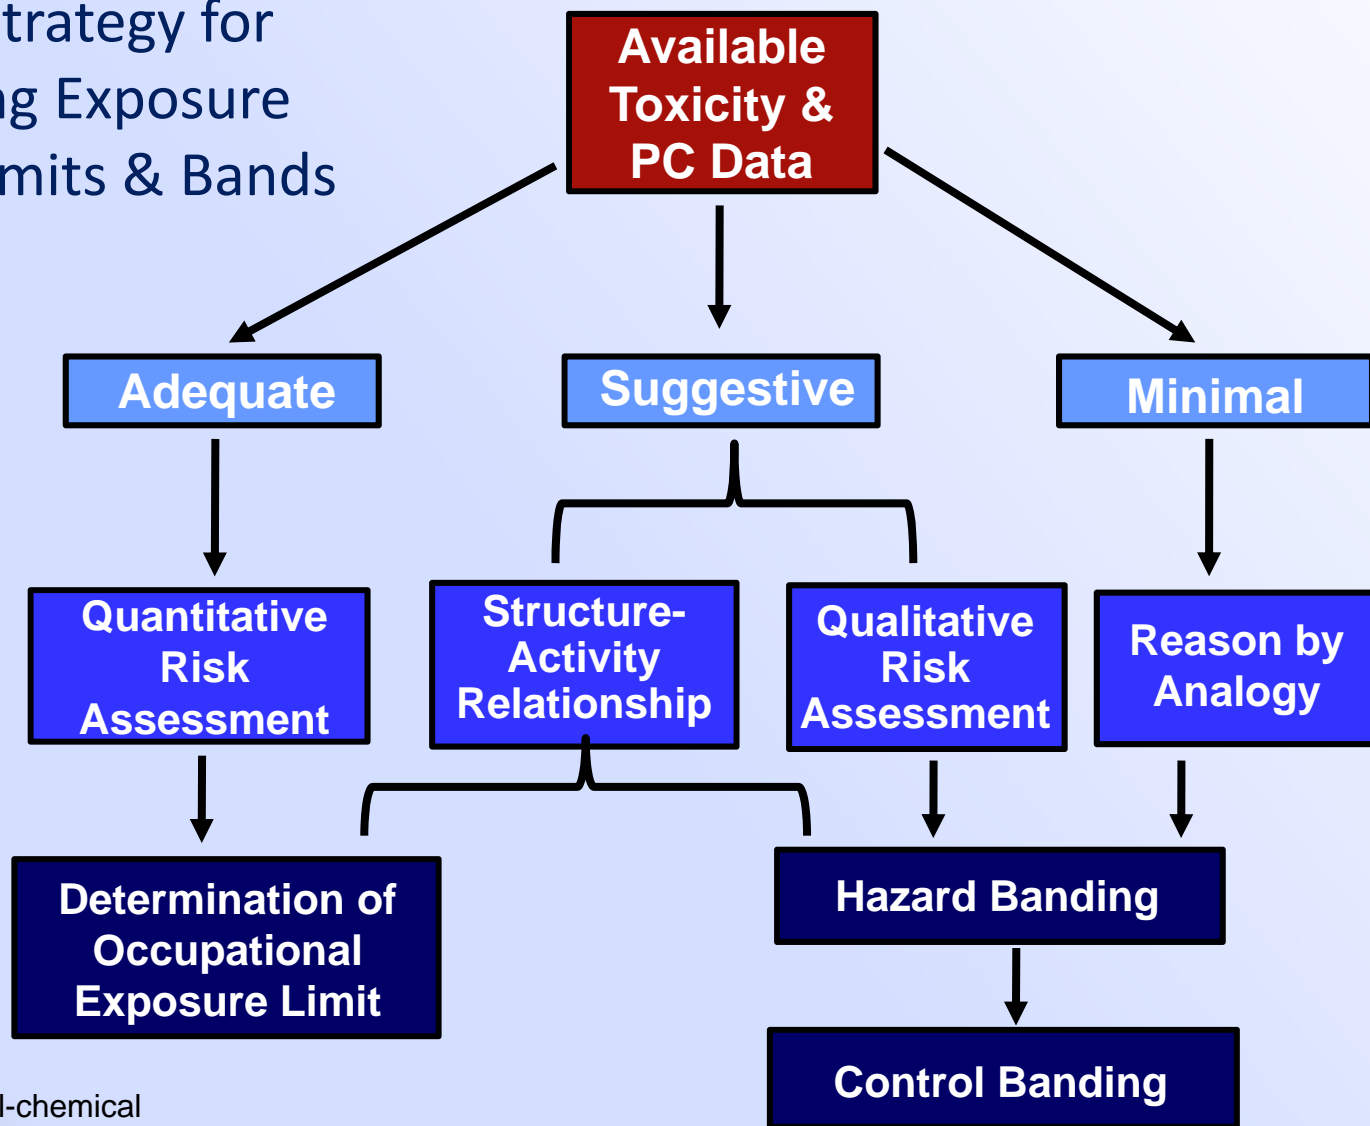 trategy for
ng Exposure
mits & Bands
Available
Toxicity &
PC Data
Adequate
Suggestive
Minimal
Quantitative
Risk
Assessment
Structure-
Activity
Relationship
Qualitative
Risk
Assessment
Reason by
Analogy
Determination of
Occupational
Exposure Limit
Hazard Banding
Control Banding
l-chemical